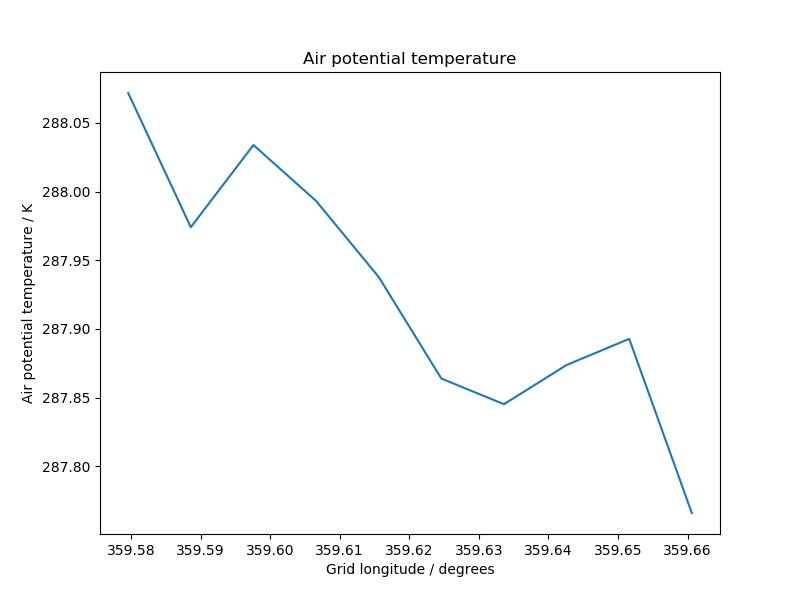 Air potential temperature
Air potential temperature / K
288.05
288.00
287.95
287.90
287.85
287.80
359.58 359.59 359.60 359.61 359.62 359.63 359.64 359.65 359.66
Grid longitude / degrees